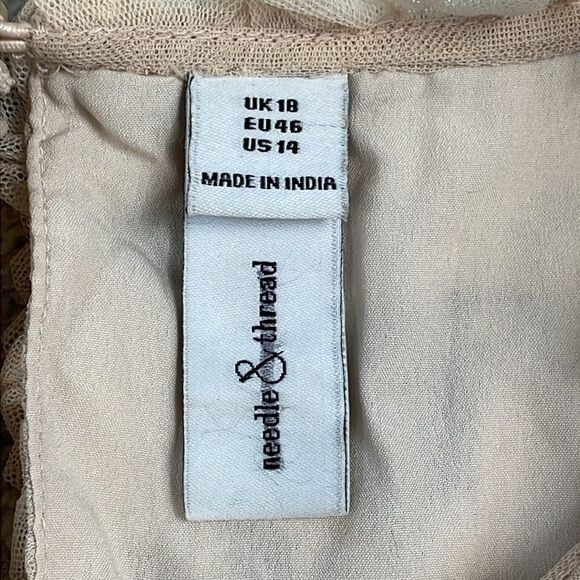 UK 18
EU 46
US 14
MADE IN INDIA
needle & thread